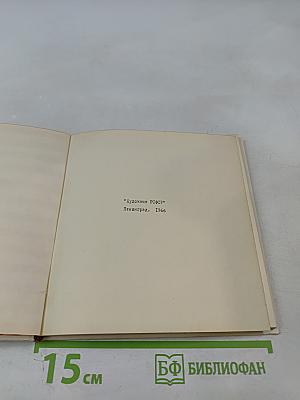 "Художник РСФСР"
Ленинград, 1966
15 см
БФ БИБЛИОФАН